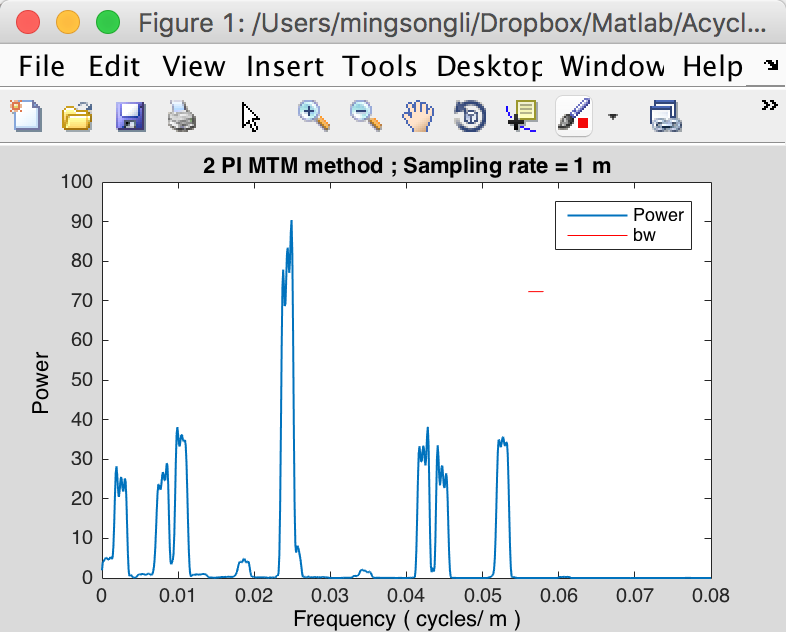 Figure 1: /Users/mingsongli/Dropbox/Matlab/Acycl...
File Edit View Insert Tools Desktop Window Help
2 PI MTM method ; Sampling rate = 1 m
100
90
80
70
60
50
40
30
20
10
0
Power
Power
bw
0 0.01 0.02 0.03 0.04 0.05 0.06 0.07 0.08
Frequency ( cycles/ m )